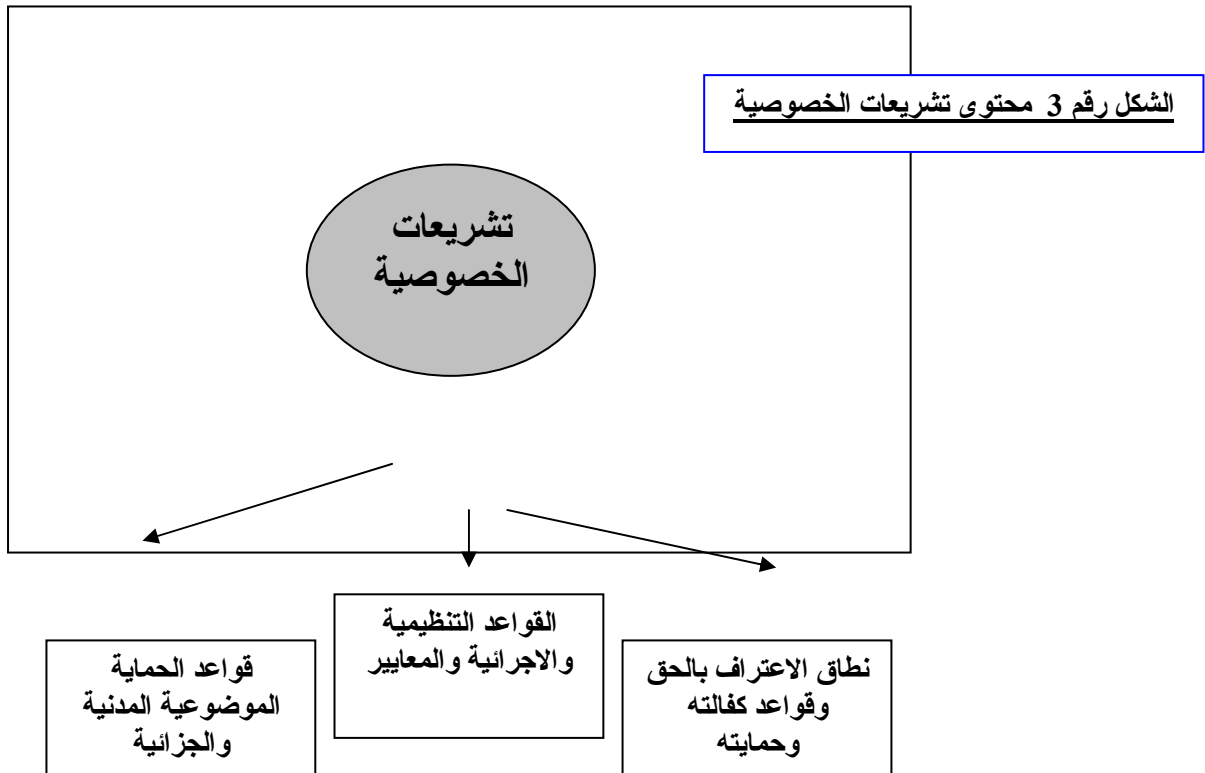 الشكل رقم 3 محتوى تشريعات الخصوصية
تشريعات
الخصوصية
نطاق الاعتراف بالحق
وقواعد كفالته
وحمايته
القواعد التنظيمية
والاجرائية والمعايير
قواعد الحماية
الموضوعية المدنية
والجزائية